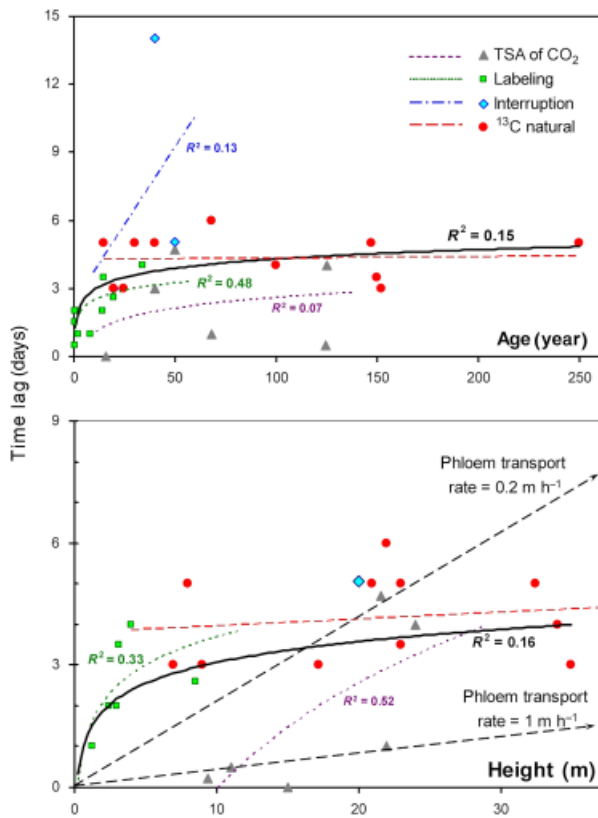 15
12
9
6
3
0
TSA of CO₂
Labeling
Interruption
¹³C natural
R² = 0.13
R² = 0.15
R² = 0.48
R² = 0.07
Age (year)
0 50 100 150 200 250
Time lag (days)
9
6
3
0
Phloem transport
rate = 0.2 m h⁻¹
R² = 0.33
R² = 0.16
R² = 0.52
Phloem transport
rate = 1 m h⁻¹
Height (m)
0 10 20 30